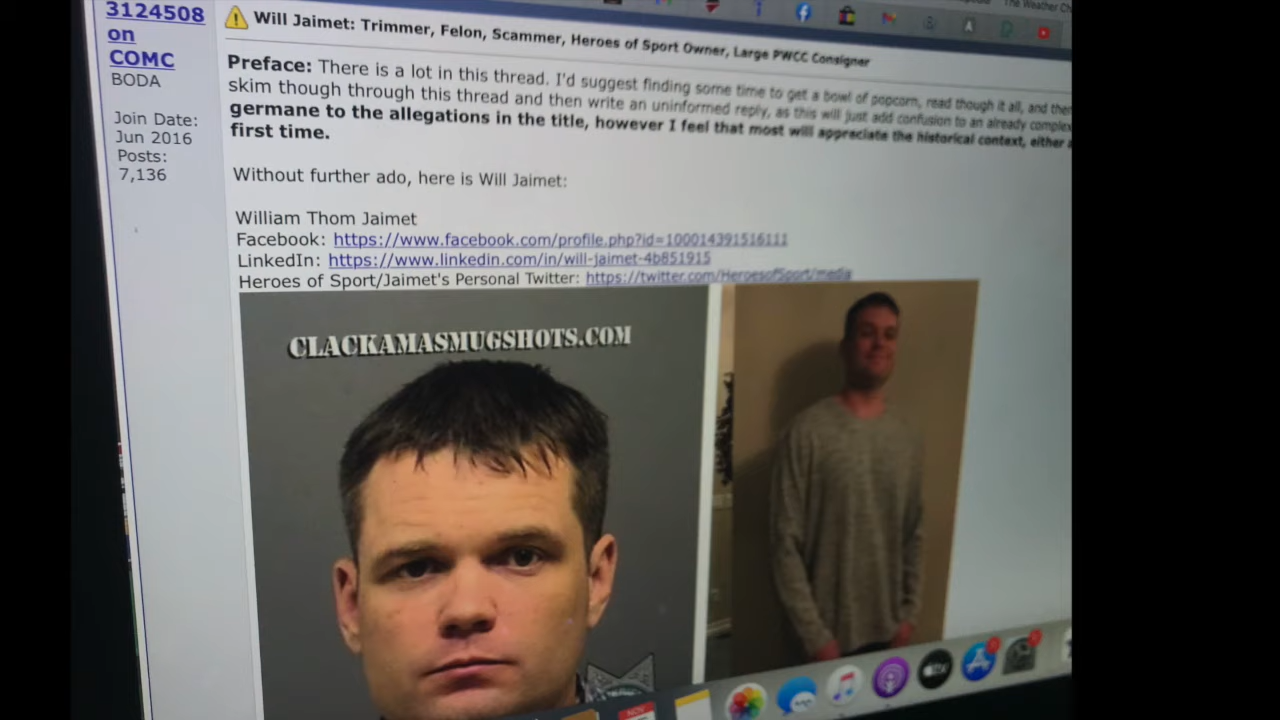 The Weather Ch
3124508
on
COMC
BODA
Join Date:
Jun 2016
Posts:
7,136
Will Jaimet: Trimmer, Felon, Scammer, Heroes of Sport Owner, Large PWCC Consigner
Preface: There is a lot in this thread. I'd suggest finding some time to get a bowl of popcorn, read though it all, and then
skim though through this thread and then write an uninformed reply, as this will just add confusion to an already complex
germane to the allegations in the title, however I feel that most will appreciate the historical context, either a
first time.
Without further ado, here is Will Jaimet:
William Thom Jaimet
Facebook: https://www.facebook.com/profile.php?id=100014391516111
LinkedIn: https://www.linkedin.com/in/will-jaimet-4b851915
Heroes of Sport/Jaimet's Personal Twitter: https://twitter.com/HeroesofSport/media
CLACKAMASMUGSHOTS.COM
NOV